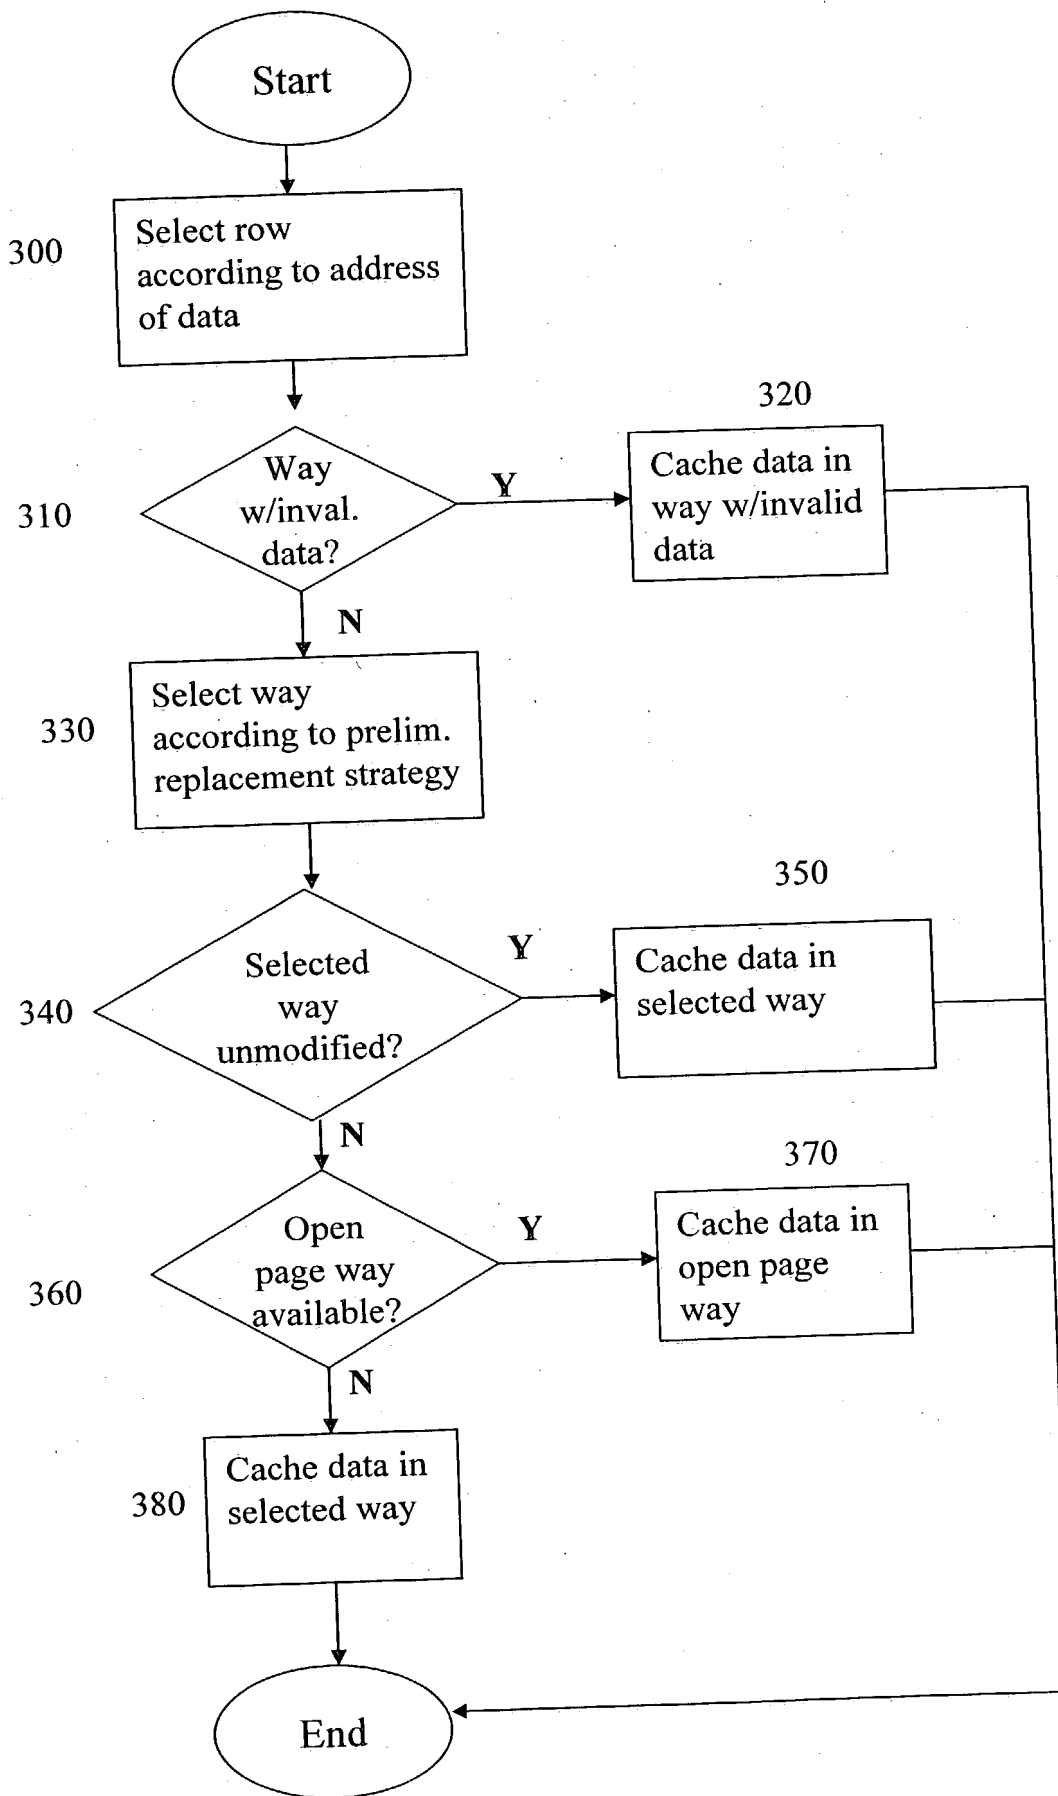 Start
300
Select row
according to address
of data
320
310
Way
w/inval.
data?
Y
Cache data in
way w/invalid
data
N
330
Select way
according to prelim.
replacement strategy
350
340
Selected
way
unmodified?
Y
Cache data in
selected way
N
370
360
Open
page way
available?
Y
Cache data in
open page
way
N
380
Cache data in
selected way
End